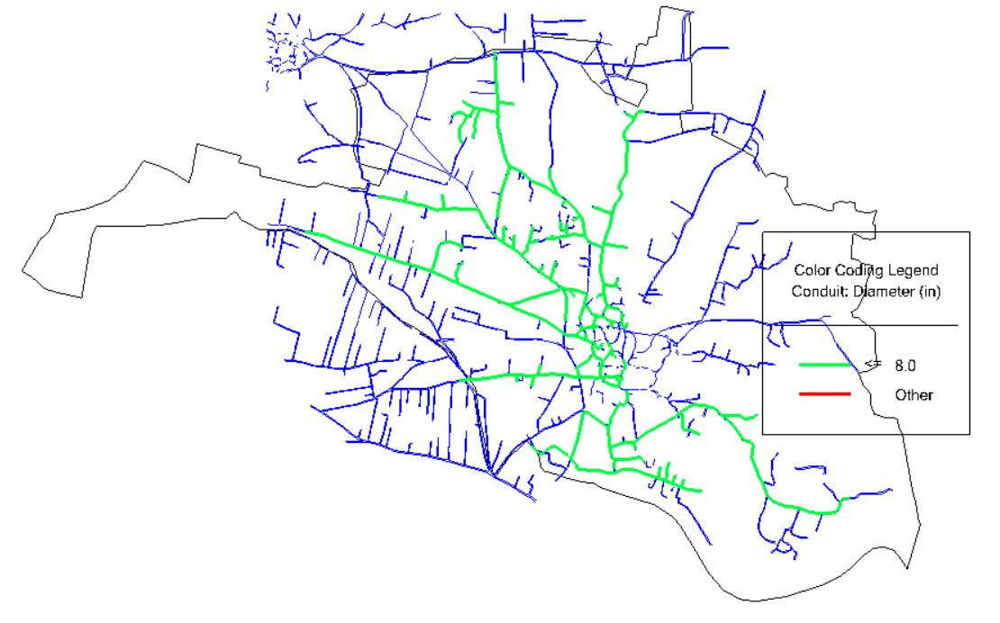 Color Coding Legend
Conduit: Diameter (in)
<= 8.0
Other